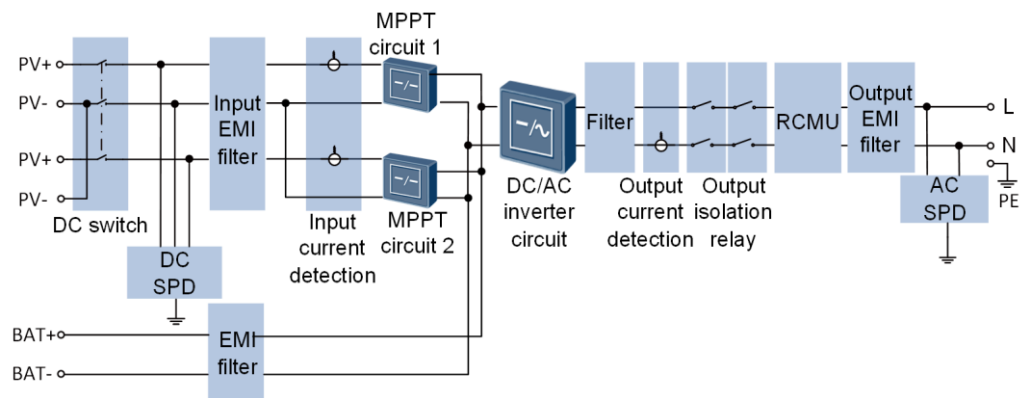 PV+
PV-
PV+
PV-
DC switch
DC
SPD
Input
EMI
filter
Input
current
detection
MPPT
circuit 1
MPPT
circuit 2
BAT+
BAT-
EMI
filter
DC/AC
inverter
circuit
Filter
Output
current
detection
Output
isolation
relay
RCMU
Output
EMI
filter
AC
SPD
L
N
PE